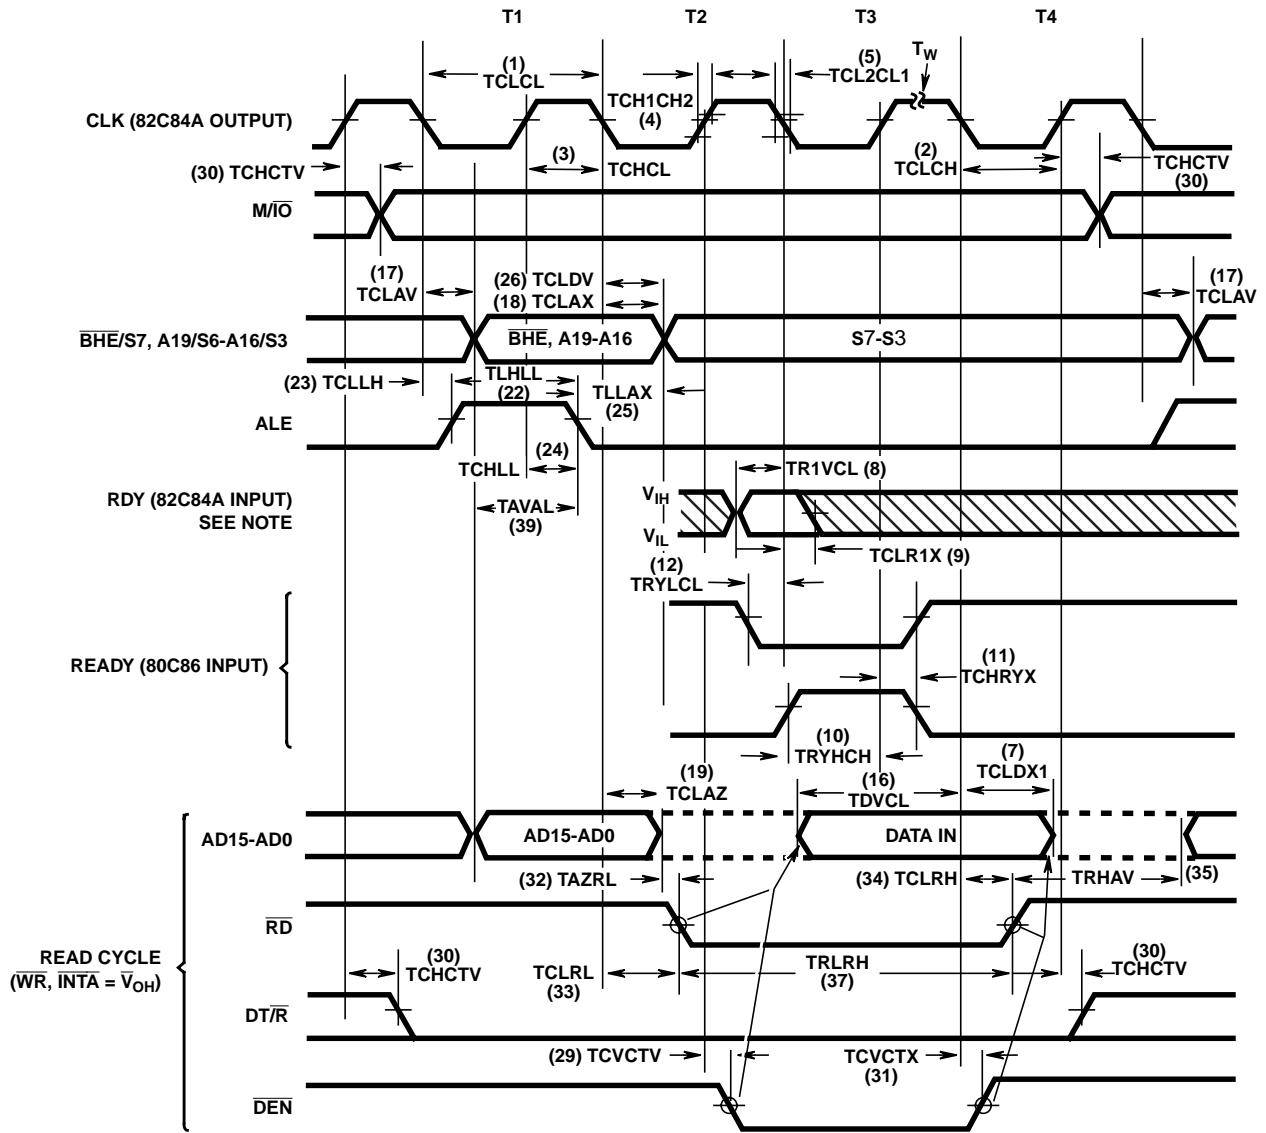 T1 T2 T3 T4
(1)
TCLCL
TCH1CH2
(4)
(5)
TCL2CL1
TW
CLK (82C84A OUTPUT)
(30) TCHCTV
(3)
TCHCL
(2)
TCLCH
TCHCTV
(30)
M/IO
(17)
TCLAV
(26) TCLDV
(18) TCLAX
(17)
TCLAV
BHE/S7, A19/S6-A16/S3
BHE, A19-A16
S7-S3
(23) TCLLH
TLHLL
(22)
TLLAX
(25)
ALE
TCHLL
(24)
TR1VCL (8)
RDY (82C84A INPUT)
SEE NOTE
VIH
VIL
TAVAL
(39)
TCLR1X (9)
(12)
TRYLCL
READY (80C86 INPUT)
(11)
TCHRYX
(10)
TRYHCH
(7)
TCLDX1
(19)
TCLAZ
(16)
TDVCL
AD15-AD0
AD15-AD0
DATA IN
(32) TAZRL
(34) TCLRH
TRHAV
(35)
RD
READ CYCLE
(WR, INTA = VOH)
(30)
TCHCTV
TCLRL
(33)
TRLRH
(37)
(30)
TCHCTV
DT/R
(29) TCVCTV
TCVCTX
(31)
DEN